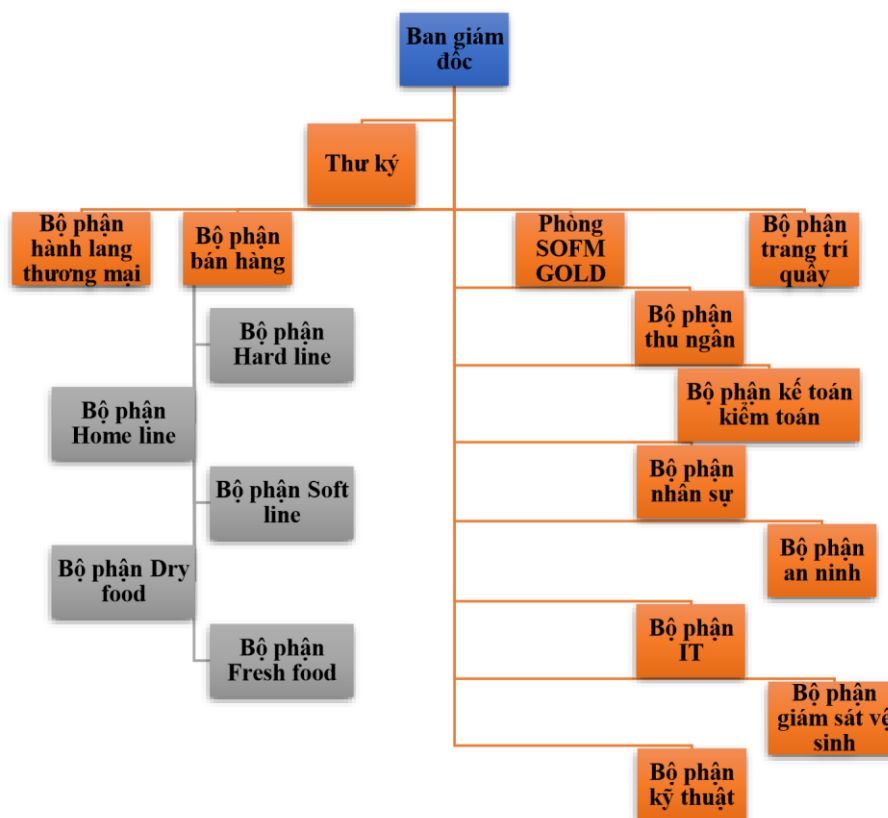 Ban giám
đốc
Thư ký
Bộ phận
hành lang
thương mại
Bộ phận
bán hàng
Phòng
SOFM
GOLD
Bộ phận
trang trí
quầy
Bộ phận
Hard line
Bộ phận
thu ngân
Bộ phận
Home line
Bộ phận kế toán
kiểm toán
Bộ phận
nhân sự
Bộ phận Soft
line
Bộ phận
an ninh
Bộ phận Dry
food
Bộ phận
IT
Bộ phận
Fresh food
Bộ phận
giám sát vệ
sinh
Bộ phận
kỹ thuật